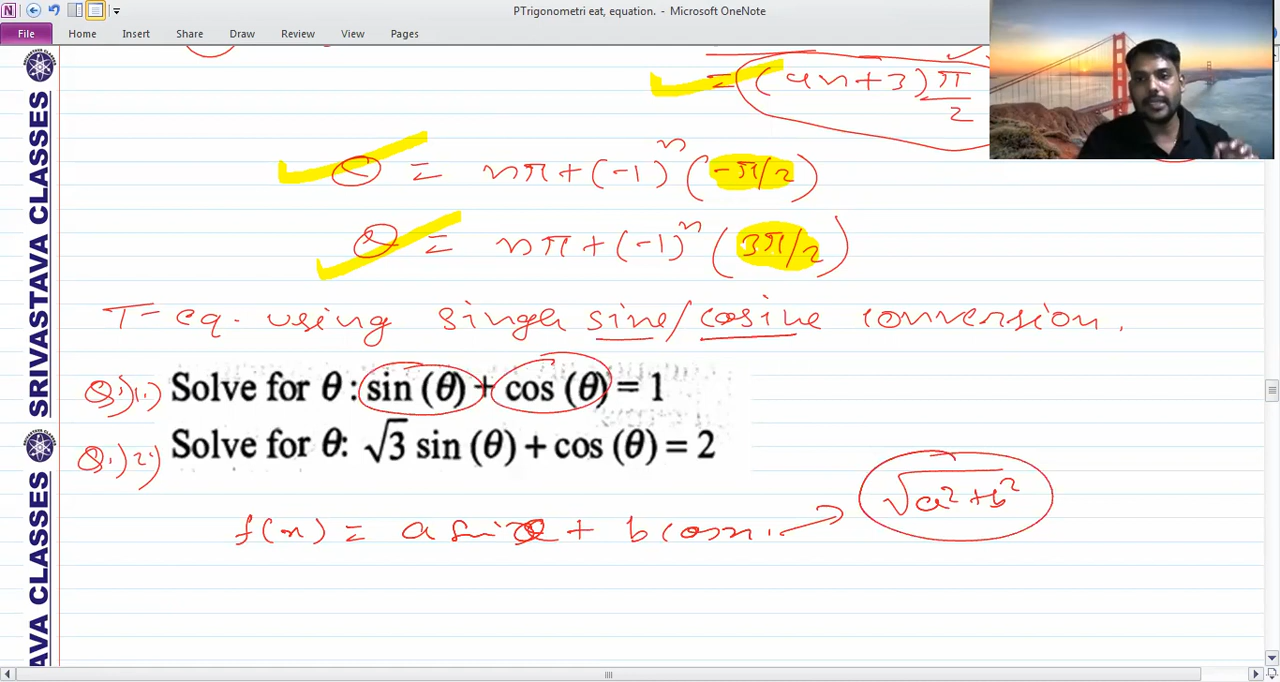 PTrigonometri eat, equation. - Microsoft OneNote
File Home Insert Share Draw Review View Pages
= (4n+3) π/2
= nπ + (-1)^n (-π/2)
= nπ + (-1)^n (3π/2)
T-eq. using single sine/cosine conversion.
Q.)1.) Solve for θ : sin (θ) + cos (θ) = 1
Q.)2.) Solve for θ: √3 sin (θ) + cos (θ) = 2
√a²+b²
f(x) = a sinx + b cosx.
SRIVASTAVA CLASSES
AVA CLASSES